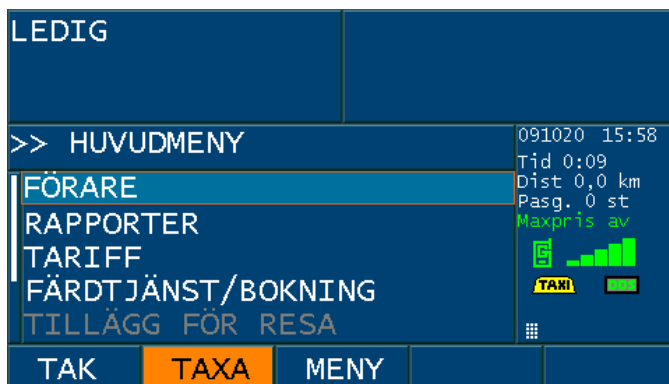 LEDIG
>> HUVUDMENY
FÖRARE
RAPPORTER
TARIFF
FÄRDTJÄNST/BOKNING
TILLÄGG FÖR RESA
091020 15:58
Tid 0:09
Dist 0,0 km
Pasg. 0 st
Maxpris av
TAXI
TAK TAXA MENY